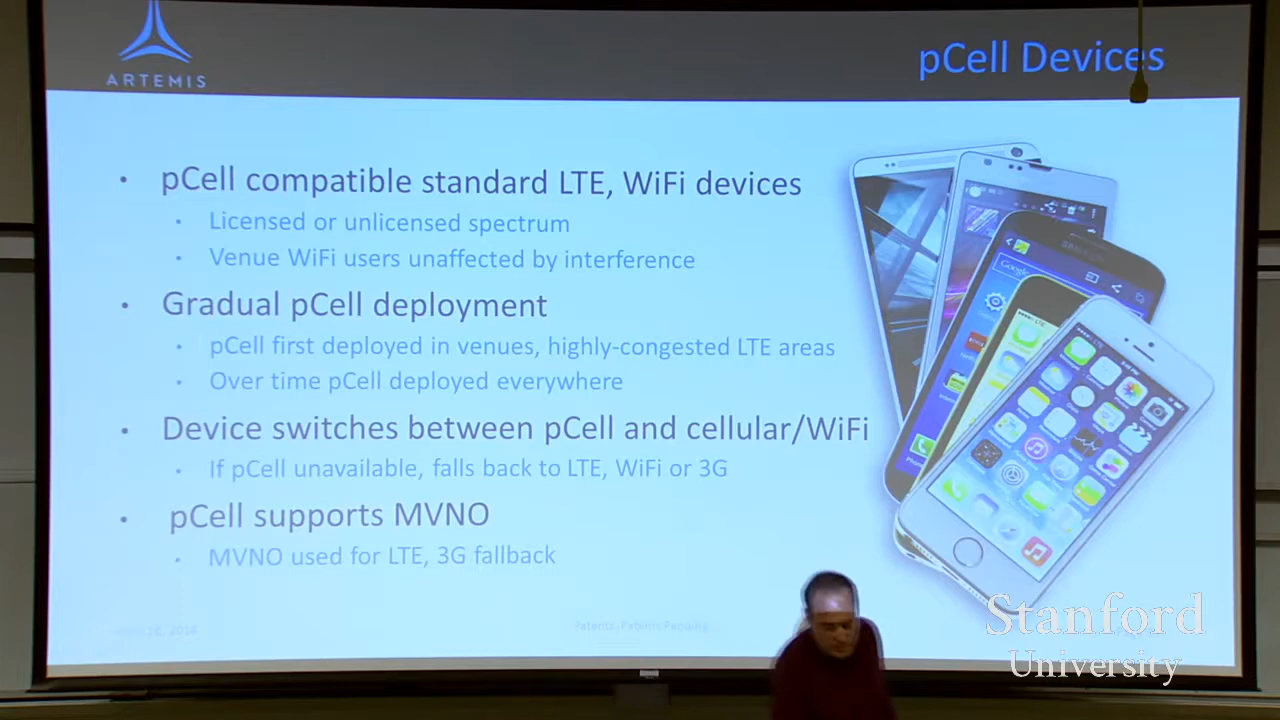 ARTEMIS
pCell Devices
• pCell compatible standard LTE, WiFi devices
• Licensed or unlicensed spectrum
• Venue WiFi users unaffected by interference
• Gradual pCell deployment
• pCell first deployed in venues, highly-congested LTE areas
• Over time pCell deployed everywhere
• Device switches between pCell and cellular/WiFi
• If pCell unavailable, falls back to LTE, WiFi or 3G
• pCell supports MVNO
• MVNO used for LTE, 3G fallback
Patents, Patents Pending
SAMSUNG
Google
Stanford
University